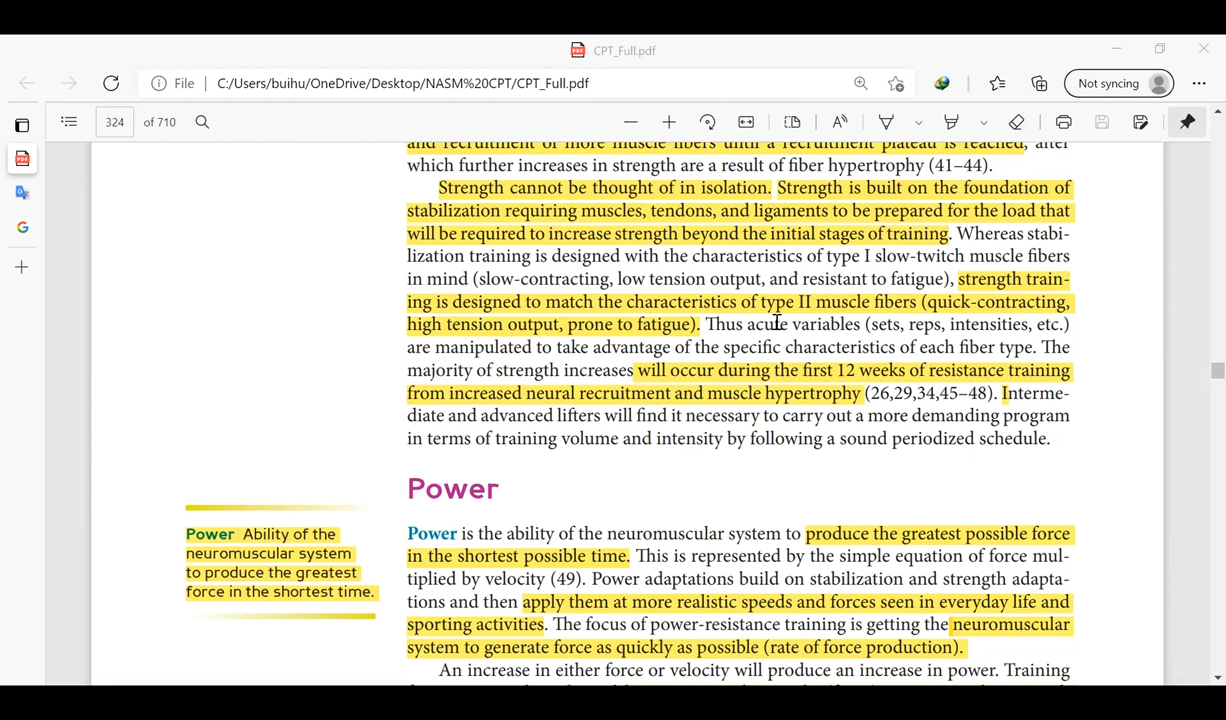 CPT_Full.pdf
File
C:/Users/buihu/OneDrive/Desktop/NASM%20CPT/CPT_Full.pdf
Not syncing
324
of 710
and recruitment of more muscle fibers until a recruitment plateau is reached, after
which further increases in strength are a result of fiber hypertrophy (41–44).
Strength cannot be thought of in isolation. Strength is built on the foundation of
stabilization requiring muscles, tendons, and ligaments to be prepared for the load that
will be required to increase strength beyond the initial stages of training. Whereas stabi-
lization training is designed with the characteristics of type I slow-twitch muscle fibers
in mind (slow-contracting, low tension output, and resistant to fatigue), strength train-
ing is designed to match the characteristics of type II muscle fibers (quick-contracting,
high tension output, prone to fatigue). Thus acute variables (sets, reps, intensities, etc.)
are manipulated to take advantage of the specific characteristics of each fiber type. The
majority of strength increases will occur during the first 12 weeks of resistance training
from increased neural recruitment and muscle hypertrophy (26,29,34,45–48). Interme-
diate and advanced lifters will find it necessary to carry out a more demanding program
in terms of training volume and intensity by following a sound periodized schedule.
Power
Power Ability of the
neuromuscular system
to produce the greatest
force in the shortest time.
Power is the ability of the neuromuscular system to produce the greatest possible force
in the shortest possible time. This is represented by the simple equation of force mul-
tiplied by velocity (49). Power adaptations build on stabilization and strength adapta-
tions and then apply them at more realistic speeds and forces seen in everyday life and
sporting activities. The focus of power-resistance training is getting the neuromuscular
system to generate force as quickly as possible (rate of force production).
An increase in either force or velocity will produce an increase in power. Training